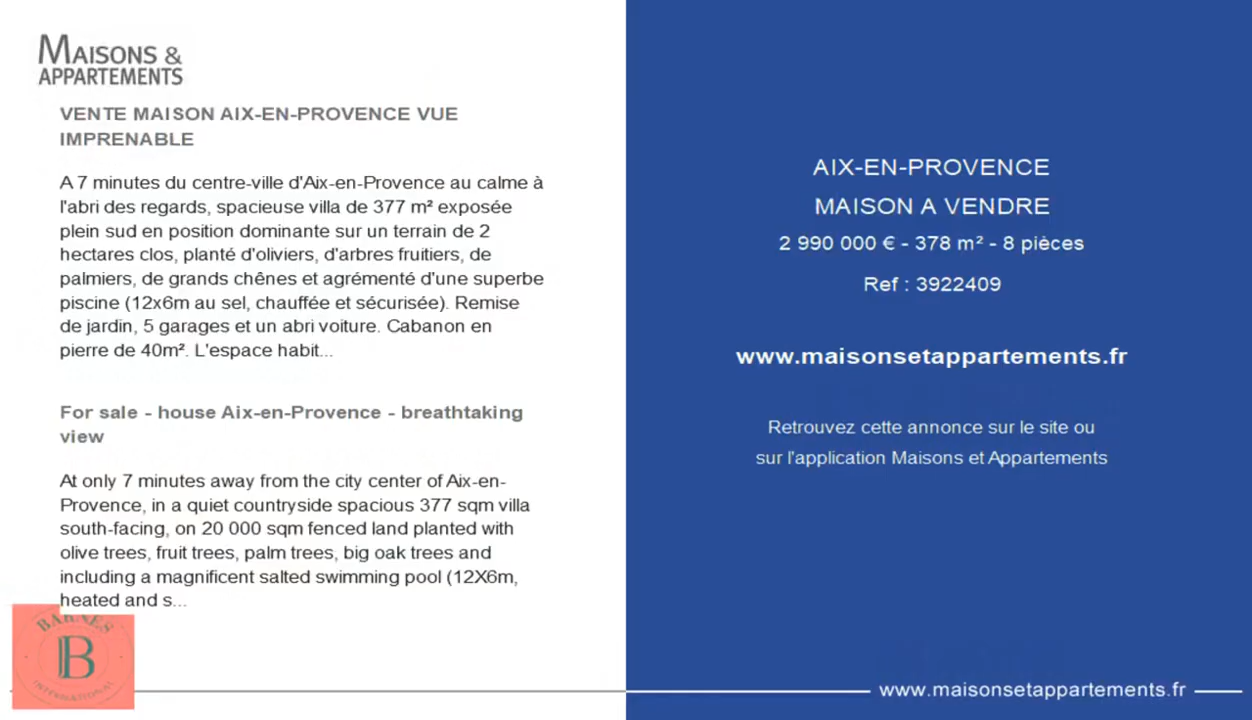 MAISONS &
APPARTEMENTS
VENTE MAISON AIX-EN-PROVENCE VUE
IMPRENABLE
A 7 minutes du centre-ville d'Aix-en-Provence au calme à
l'abri des regards, spacieuse villa de 377 m² exposée
plein sud en position dominante sur un terrain de 2
hectares clos, planté d'oliviers, d'arbres fruitiers, de
palmiers, de grands chênes et agrémenté d'une superbe
piscine (12x6m au sel, chauffée et sécurisée). Remise
de jardin, 5 garages et un abri voiture. Cabanon en
pierre de 40m². L'espace habit...
For sale - house Aix-en-Provence - breathtaking
view
At only 7 minutes away from the city center of Aix-en-
Provence, in a quiet countryside spacious 377 sqm villa
south-facing, on 20 000 sqm fenced land planted with
olive trees, fruit trees, palm trees, big oak trees and
including a magnificent salted swimming pool (12X6m,
heated and s...
BARNES
B
INTERNATIONAL
AIX-EN-PROVENCE
MAISON A VENDRE
2 990 000 € - 378 m² - 8 pièces
Ref : 3922409
www.maisonsetappartements.fr
Retrouvez cette annonce sur le site ou
sur l'application Maisons et Appartements
www.maisonsetappartements.fr